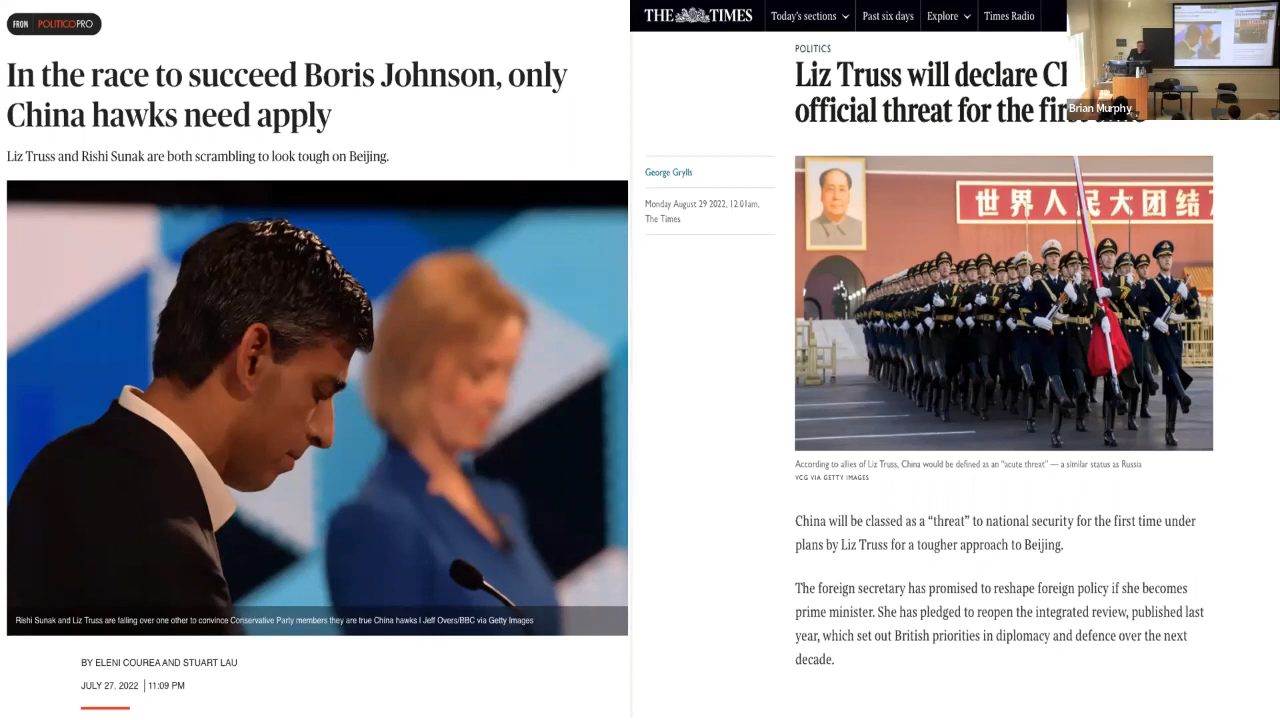 FROM POLITICOPRO
In the race to succeed Boris Johnson, only
China hawks need apply
Liz Truss and Rishi Sunak are both scrambling to look tough on Beijing.
Rishi Sunak and Liz Truss are falling over one other to convince Conservative Party members they are true China hawks I Jeff Overs/BBC via Getty Images
BY ELENI COUREA AND STUART LAU
JULY 27, 2022 | 11:09 PM
THE TIMES
Today's sections
Past six days
Explore
Times Radio
POLITICS
Liz Truss will declare
official threat for the
Brian Murphy
George Grylls
Monday August 29 2022, 12.01am,
The Times
世界人民大团结
According to allies of Liz Truss, China would be defined as an “acute threat” — a similar status as Russia
VCG VIA GETTY IMAGES
China will be classed as a “threat” to national security for the first time under
plans by Liz Truss for a tougher approach to Beijing.
The foreign secretary has promised to reshape foreign policy if she becomes
prime minister. She has pledged to reopen the integrated review, published last
year, which set out British priorities in diplomacy and defence over the next
decade.